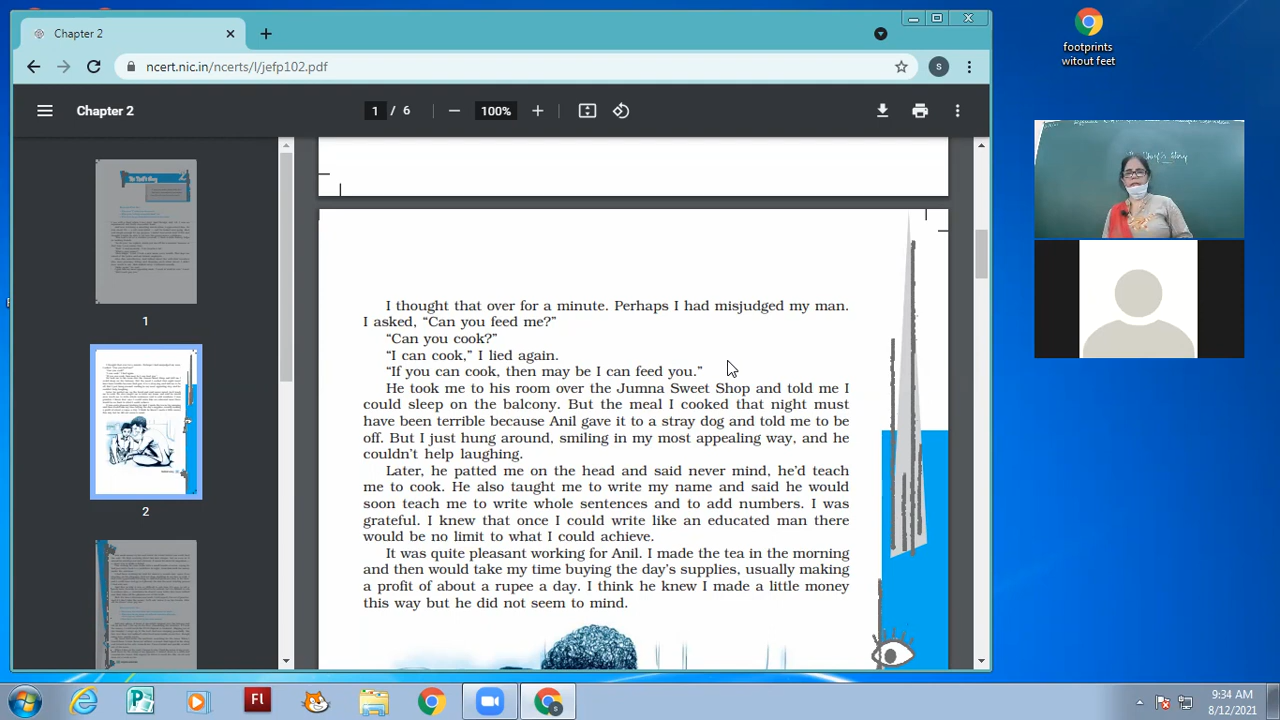 Chapter 2
footprints
witout feet
ncert.nic.in/ncerts/l/jefp102.pdf
s
Chapter 2
1 / 6
100%
1
2
I thought that over for a minute. Perhaps I had misjudged my man.
I asked, “Can you feed me?”
“Can you cook?”
“I can cook,” I lied again.
“If you can cook, then may be I can feed you.”
He took me to his room over the Jumna Sweet Shop and told me I
could sleep on the balcony. But the meal I cooked that night must
have been terrible because Anil gave it to a stray dog and told me to be
off. But I just hung around, smiling in my most appealing way, and he
couldn’t help laughing.
Later, he patted me on the head and said never mind, he’d teach
me to cook. He also taught me to write my name and said he would
soon teach me to write whole sentences and to add numbers. I was
grateful. I knew that once I could write like an educated man there
would be no limit to what I could achieve.
It was quite pleasant working for Anil. I made the tea in the morning
and then would take my time buying the day’s supplies, usually making
a profit of about a rupee a day. I think he knew I made a little money
this way but he did not seem to mind.
Fl
9:34 AM
8/12/2021